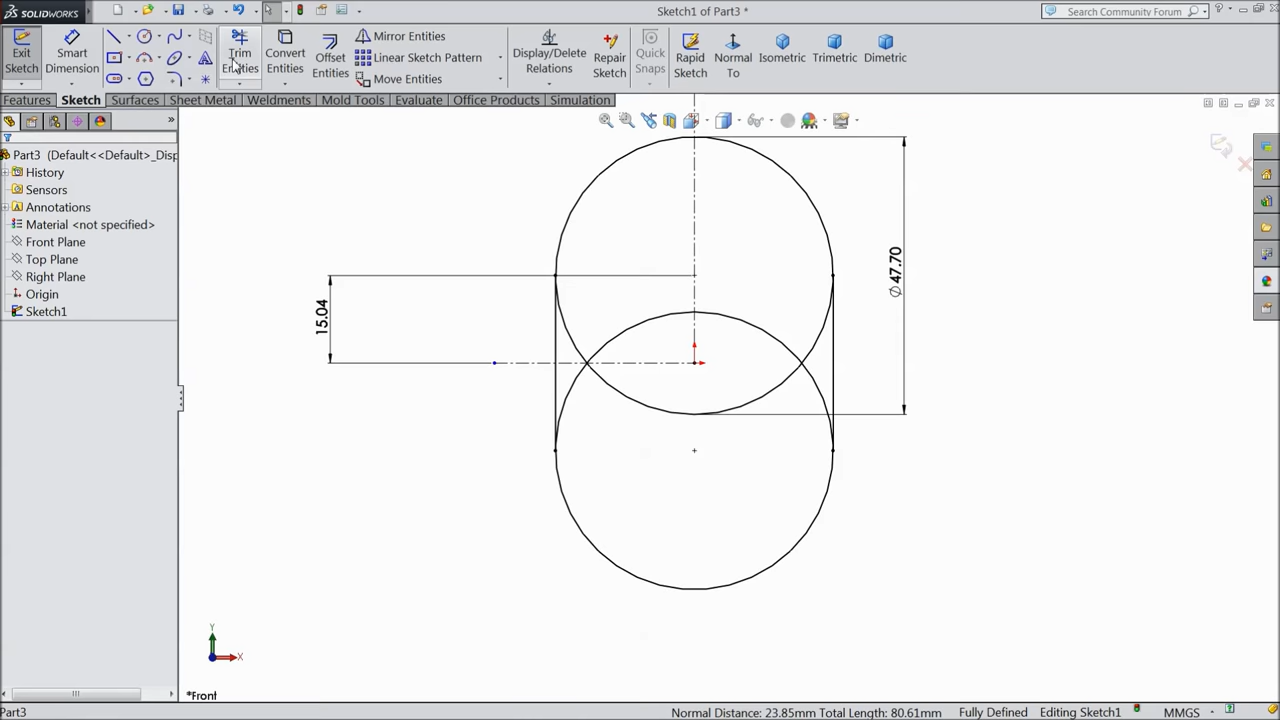 SOLIDWORKS
Sketch1 of Part3 *
Search Community Forum
Exit Sketch
Smart Dimension
Trim Entities
Convert Entities
Offset Entities
Mirror Entities
Linear Sketch Pattern
Move Entities
Display/Delete Relations
Repair Sketch
Quick Snaps
Rapid Sketch
Normal To
Isometric
Trimetric
Dimetric
Features
Sketch
Surfaces
Sheet Metal
Weldments
Mold Tools
Evaluate
Office Products
Simulation
Part3 (Default<<Default>_Disp
History
Sensors
Annotations
Material <not specified>
Front Plane
Top Plane
Right Plane
Origin
Sketch1
15.04
∅47.70
Y
X
*Front
Part3
Normal Distance: 23.85mm Total Length: 80.61mm
Fully Defined
Editing Sketch1
MMGS